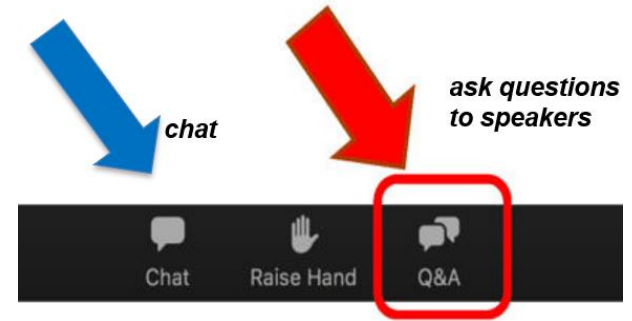 chat
ask questions
to speakers
Chat
Raise Hand
Q&A